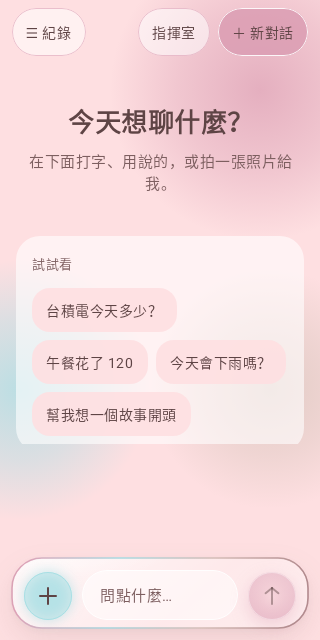 ☰ 紀錄
指揮室
＋ 新對話
今天想聊什麼？
在下面打字、用說的，或拍一張照片給
我。
試試看
台積電今天多少？
午餐花了 120
今天會下雨嗎？
幫我想一個故事開頭
問點什麼…